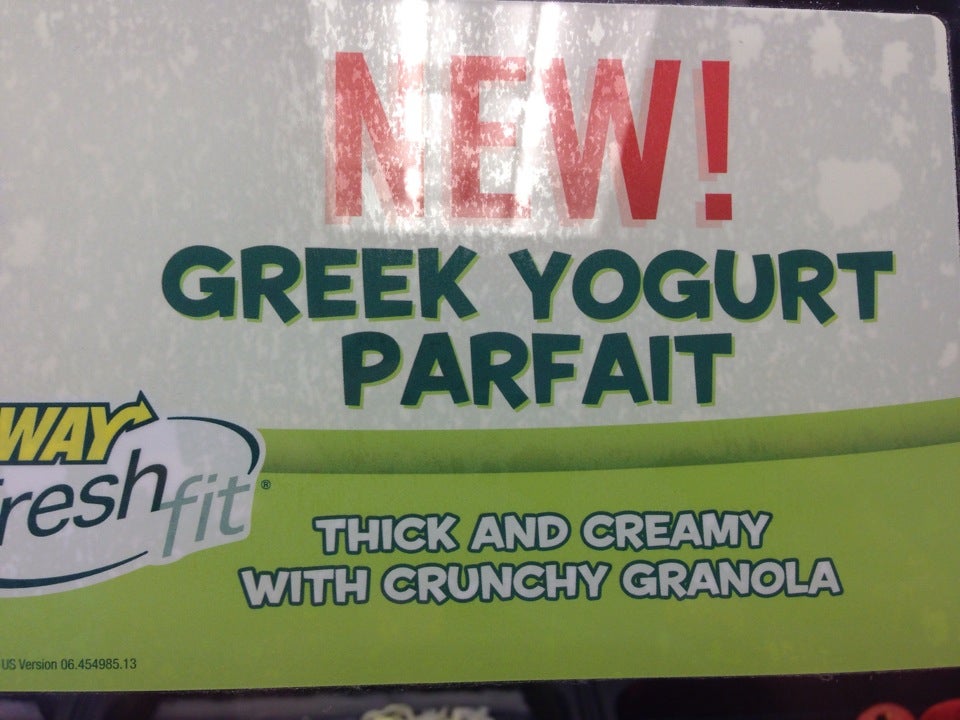 NEW!
GREEK YOGURT
PARFAIT
WAY
fresh fit®
THICK AND CREAMY
WITH CRUNCHY GRANOLA
US Version 06.454985.13